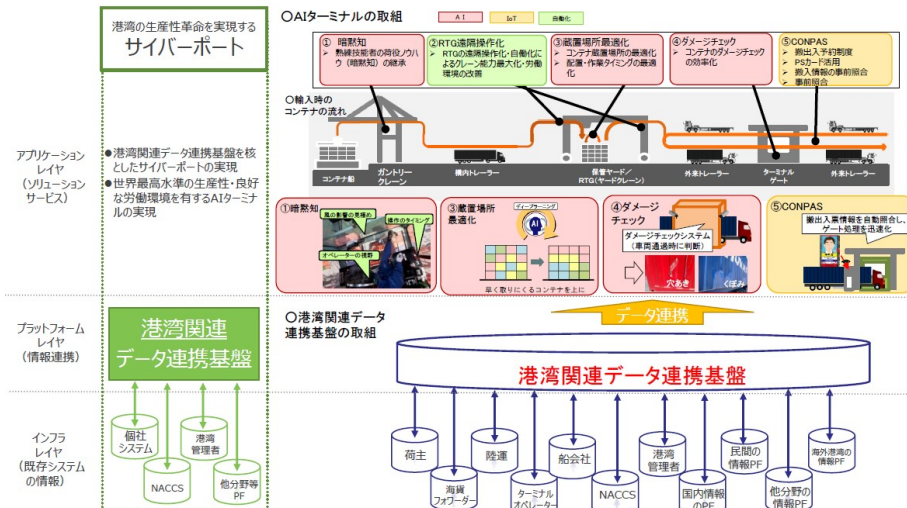 港湾の生産性革命を実現する
サイバーポート
〇AIターミナルの取組
AI
IoT
自働化
① 暗黙知
➢ 熟練技能者の荷役ノウハウ(暗黙知)の継承
②RTG遠隔操作化
➢ RTGの遠隔操作化・自働化によるクレーン能力最大化・労働環境の改善
③蔵置場所最適化
➢ コンテナ蔵置場所の最適化
➢ 配置・作業タイミングの最適化
④ダメージチェック
➢ コンテナのダメージチェックの効率化
⑤CONPAS
➢ 搬出入予約制度
➢ PSカード活用
➢ 搬入情報の事前照合
➢ 事前照合
〇輸入時の
コンテナの流れ
コンテナ船
ガントリー
クレーン
構内トレーラー
保管ヤード/
RTG(ヤードクレーン)
外来トレーラー
ターミナル
ゲート
外来トレーラー
アプリケーション
レイヤ
(ソリューション
サービス)
●港湾関連データ連携基盤を核
としたサイバーポートの実現
●世界最高水準の生産性・良好
な労働環境を有するAIターミナ
ルの実現
①暗黙知
風の影響の見極め
操作のタイミング
オペレーターの視野
③蔵置場所
最適化
ディープラーニング
AI
早く取りにくるコンテナを上に
④ダメージ
チェック
ダメージチェックシステム
(車両通過時に判断)
穴あき
くぼみ
⑤CONPAS
搬出入票情報を自動照合し、
ゲート処理を迅速化
プラットフォーム
レイヤ
(情報連携)
港湾関連
データ連携基盤
〇港湾関連データ
連携基盤の取組
データ連携
港湾関連データ連携基盤
インフラ
レイヤ
(既存システム
の情報)
個社
システム
港湾
管理者
NACCS
他分野等
PF
荷主
陸運
船会社
港湾
管理者
民間の
情報PF
海外港湾の
情報PF
海貨
フォワーダー
ターミナル
オペレーター
NACCS
国内情報
のPF
他分野の
情報PF